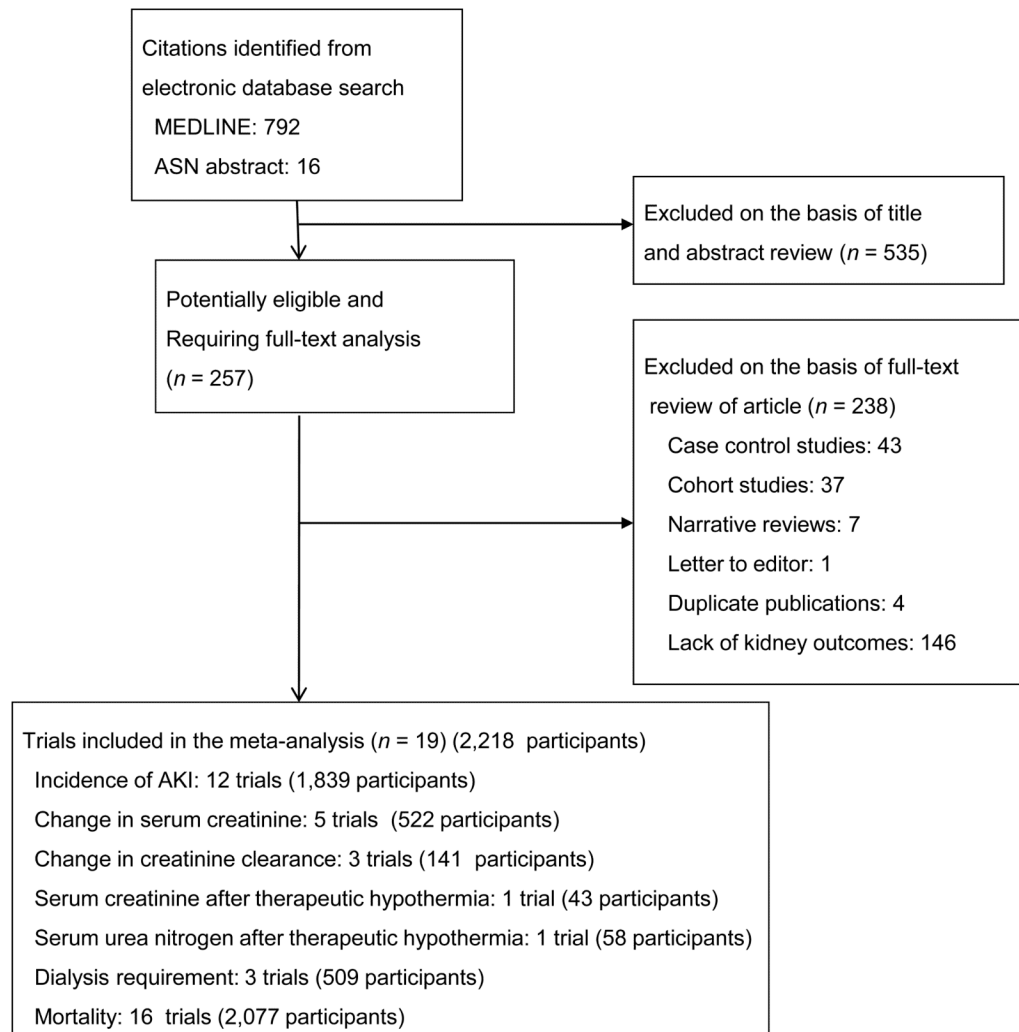 Citations identified from
electronic database search
MEDLINE: 792
ASN abstract: 16
Excluded on the basis of title
and abstract review (n = 535)
Potentially eligible and
Requiring full-text analysis
(n = 257)
Excluded on the basis of full-text
review of article (n = 238)
Case control studies: 43
Cohort studies: 37
Narrative reviews: 7
Letter to editor: 1
Duplicate publications: 4
Lack of kidney outcomes: 146
Trials included in the meta-analysis (n = 19) (2,218 participants)
Incidence of AKI: 12 trials (1,839 participants)
Change in serum creatinine: 5 trials (522 participants)
Change in creatinine clearance: 3 trials (141 participants)
Serum creatinine after therapeutic hypothermia: 1 trial (43 participants)
Serum urea nitrogen after therapeutic hypothermia: 1 trial (58 participants)
Dialysis requirement: 3 trials (509 participants)
Mortality: 16 trials (2,077 participants)